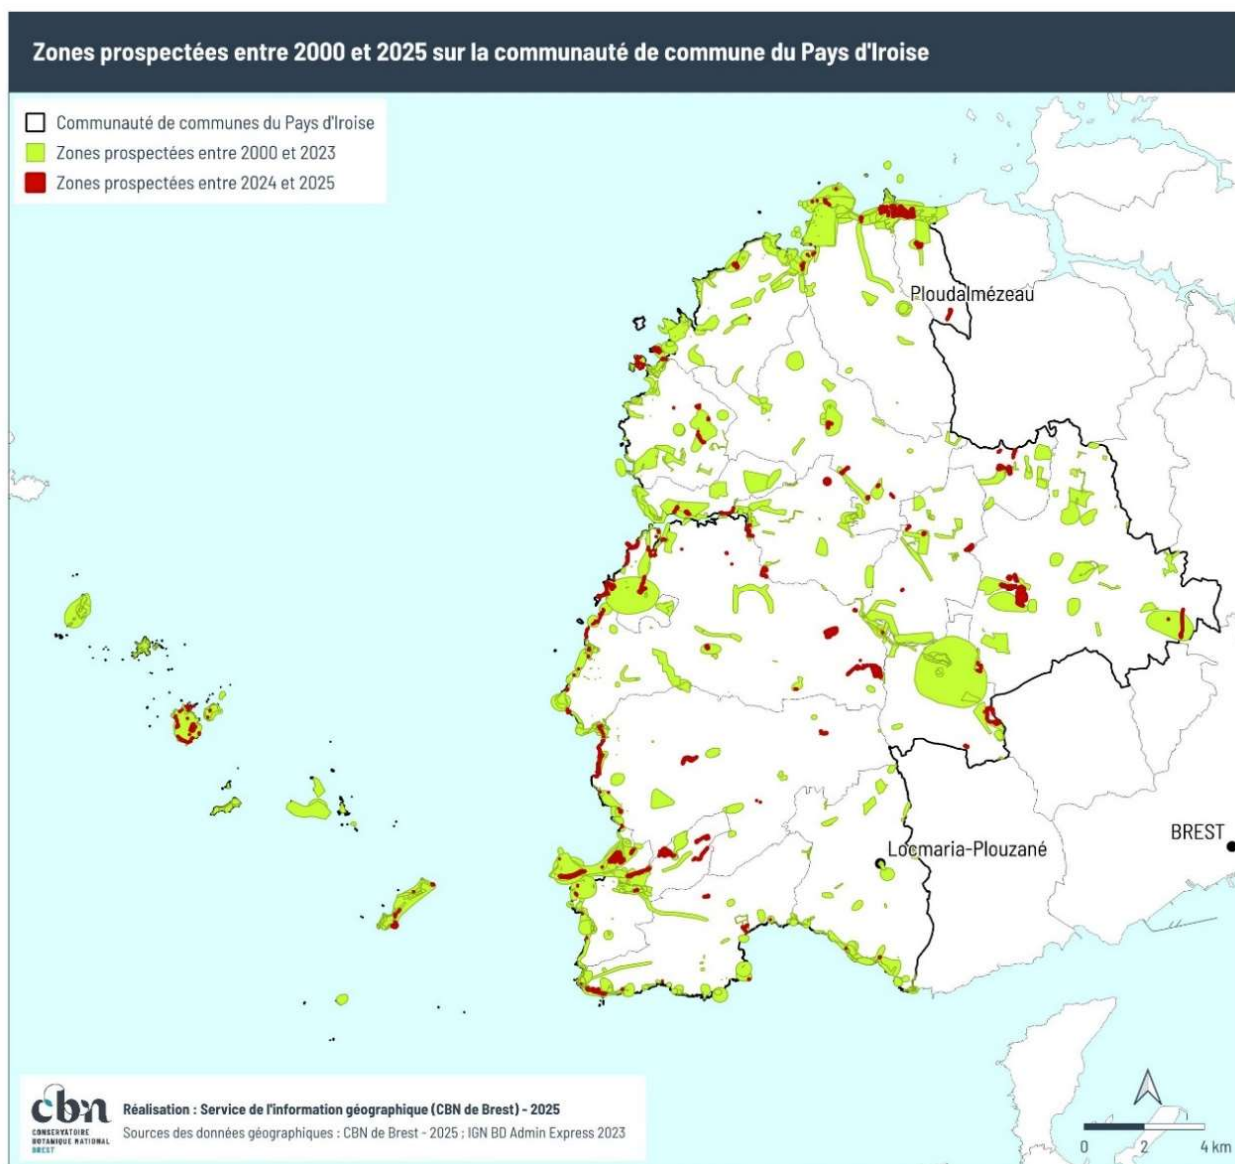 Zones prospectées entre 2000 et 2025 sur la communauté de commune du Pays d'Iroise
Communauté de communes du Pays d'Iroise
Zones prospectées entre 2000 et 2023
Zones prospectées entre 2024 et 2025
Ploudalmézeau
BREST
Locmaria-Plouzané
cbn
CONSERVATOIRE
BOTANIQUE NATIONAL
BREST
Réalisation : Service de l'information géographique (CBN de Brest) - 2025
Sources des données géographiques : CBN de Brest - 2025 ; IGN BD Admin Express 2023
0 2 4 km